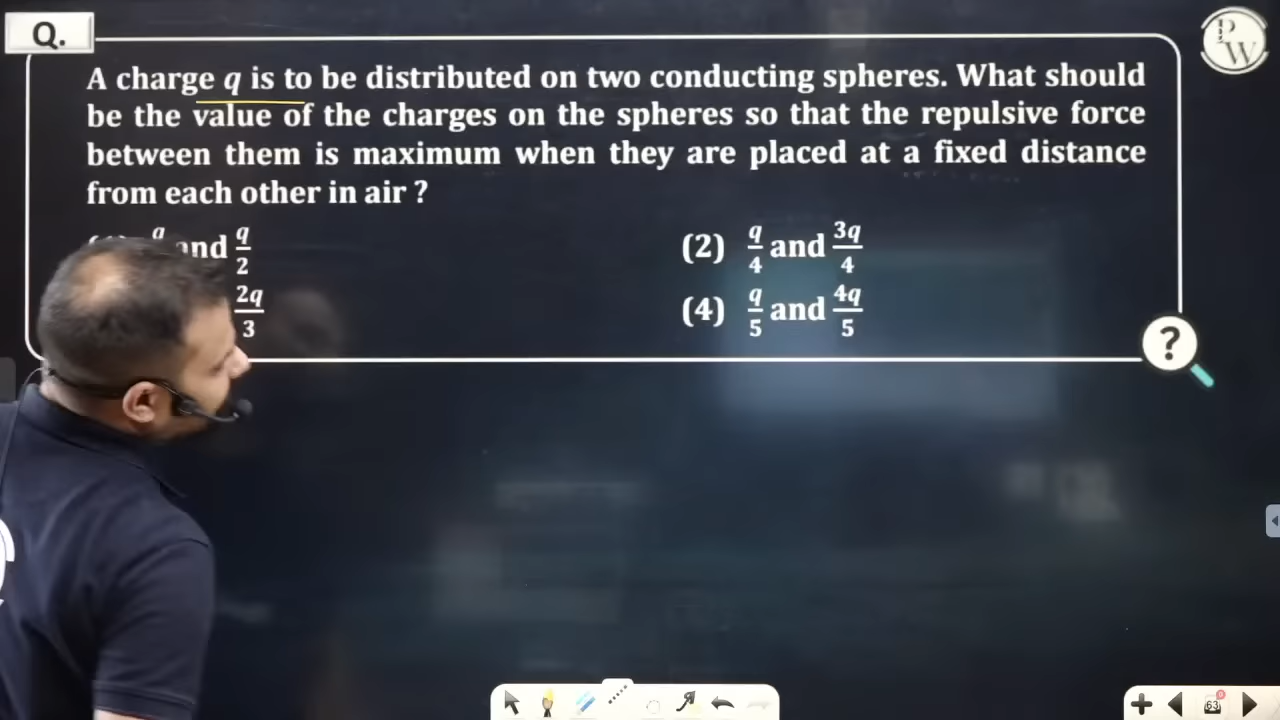 Q.
PW
A charge q is to be distributed on two conducting spheres. What should
be the value of the charges on the spheres so that the repulsive force
between them is maximum when they are placed at a fixed distance
from each other in air ?
and q/2
(2) q/4 and 3q/4
2q/3
(4) q/5 and 4q/5
?
63